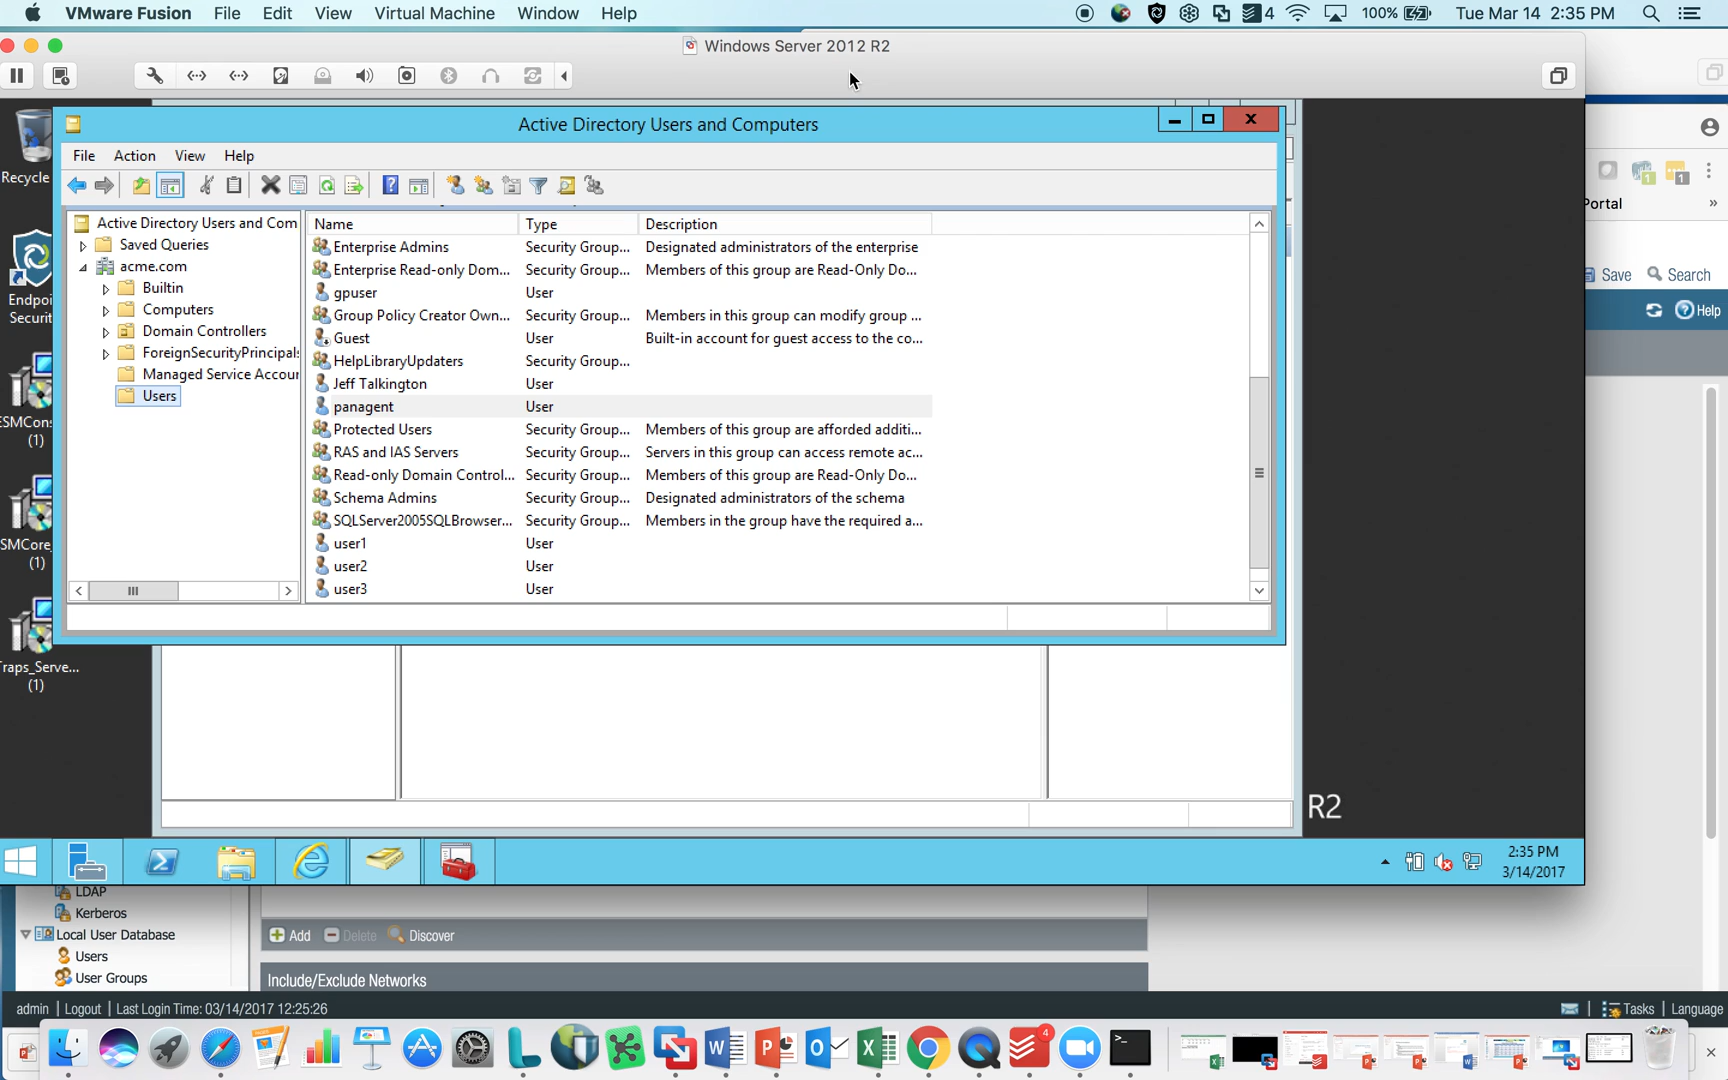 VMware Fusion File Edit View Virtual Machine Window Help 4 100% Tue Mar 14 2:35 PM
Windows Server 2012 R2
Active Directory Users and Computers
File Action View Help
Active Directory Users and Com
Saved Queries
acme.com
Builtin
Computers
Domain Controllers
ForeignSecurityPrincipals
Managed Service Accour
Users
Name Type Description
Enterprise Admins Security Group... Designated administrators of the enterprise
Enterprise Read-only Dom... Security Group... Members of this group are Read-Only Do...
gpuser User
Group Policy Creator Own... Security Group... Members in this group can modify group ...
Guest User Built-in account for guest access to the co...
HelpLibraryUpdaters Security Group...
Jeff Talkington User
panagent User
Protected Users Security Group... Members of this group are afforded additi...
RAS and IAS Servers Security Group... Servers in this group can access remote ac...
Read-only Domain Control... Security Group... Members of this group are Read-Only Do...
Schema Admins Security Group... Designated administrators of the schema
SQLServer2005SQLBrowser... Security Group... Members in the group have the required a...
user1 User
user2 User
user3 User
Recycle
Endpoi
Securit
ESMCons
(1)
SMCore_
(1)
raps_Serve...
(1)
R2
2:35 PM
3/14/2017
1 1
Portal »
Save Search
Help
LDAP
Kerberos
Local User Database
Users
User Groups
Add Delete Discover
Include/Exclude Networks
admin | Logout | Last Login Time: 03/14/2017 12:25:26
Tasks | Language
4